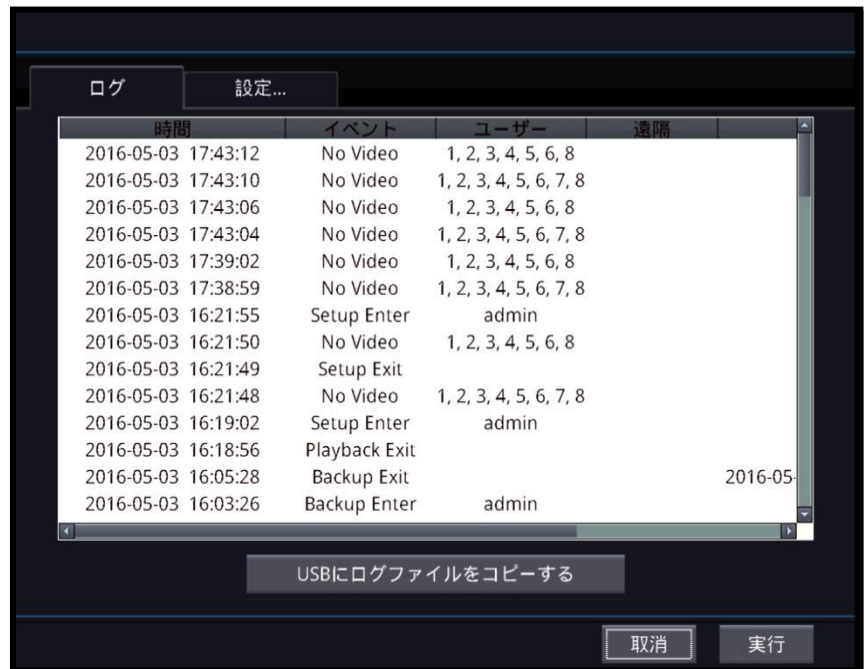 ログ 設定...
時間 イベント ユーザー 遠隔
2016-05-03 17:43:12 No Video 1, 2, 3, 4, 5, 6, 8
2016-05-03 17:43:10 No Video 1, 2, 3, 4, 5, 6, 7, 8
2016-05-03 17:43:06 No Video 1, 2, 3, 4, 5, 6, 8
2016-05-03 17:43:04 No Video 1, 2, 3, 4, 5, 6, 7, 8
2016-05-03 17:39:02 No Video 1, 2, 3, 4, 5, 6, 8
2016-05-03 17:38:59 No Video 1, 2, 3, 4, 5, 6, 7, 8
2016-05-03 16:21:55 Setup Enter admin
2016-05-03 16:21:50 No Video 1, 2, 3, 4, 5, 6, 8
2016-05-03 16:21:49 Setup Exit
2016-05-03 16:21:48 No Video 1, 2, 3, 4, 5, 6, 7, 8
2016-05-03 16:19:02 Setup Enter admin
2016-05-03 16:18:56 Playback Exit
2016-05-03 16:05:28 Backup Exit 2016-05-
2016-05-03 16:03:26 Backup Enter admin
USBにログファイルをコピーする
取消 実行